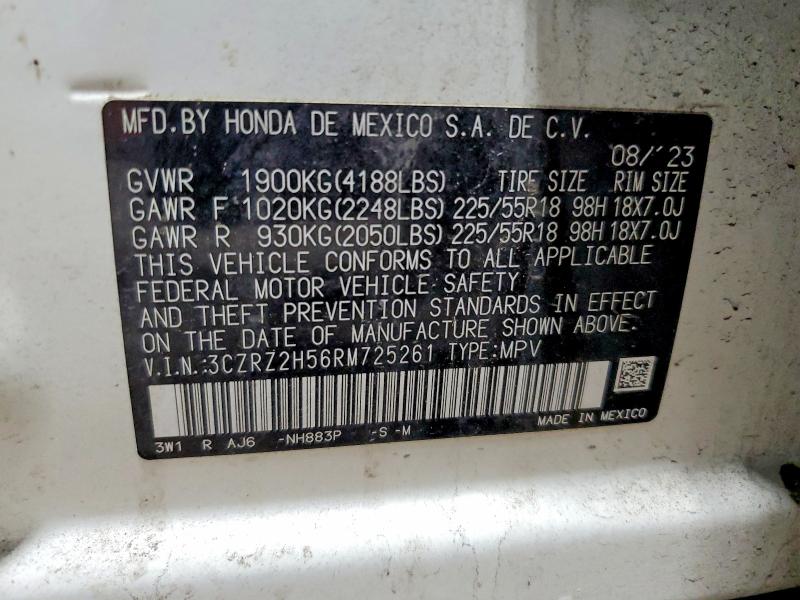 MFD.BY HONDA DE MEXICO S.A. DE C.V.
08/'23
GVWR 1900KG(4188LBS) TIRE SIZE RIM SIZE
GAWR F 1020KG(2248LBS) 225/55R18 98H 18X7.0J
GAWR R 930KG(2050LBS) 225/55R18 98H 18X7.0J
THIS VEHICLE CONFORMS TO ALL APPLICABLE
FEDERAL MOTOR VEHICLE SAFETY
AND THEFT PREVENTION STANDARDS IN EFFECT
ON THE DATE OF MANUFACTURE SHOWN ABOVE.
V.I.N.:3CZRZ2H56RM725261 TYPE:MPV
MADE IN MEXICO
3W1 R AJ6 -NH883P -S -M